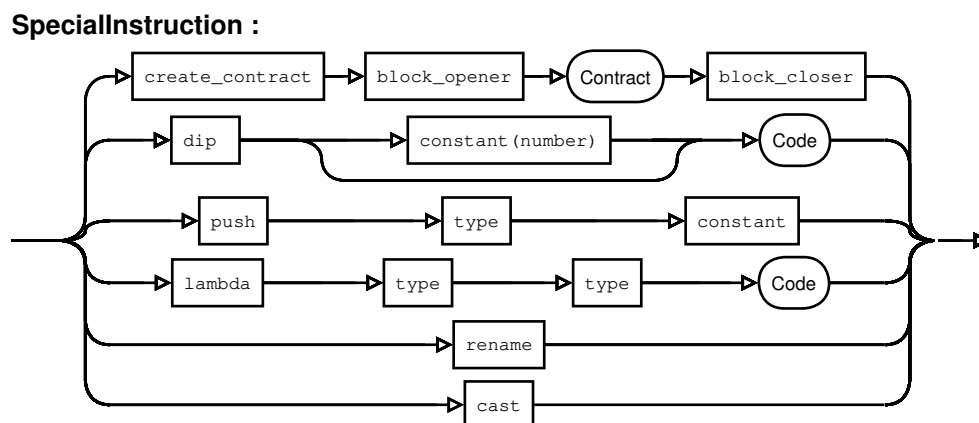 SpecialInstruction :
create_contract block_opener Contract block_closer
dip constant(number) Code
push type constant
lambda type type Code
rename
cast